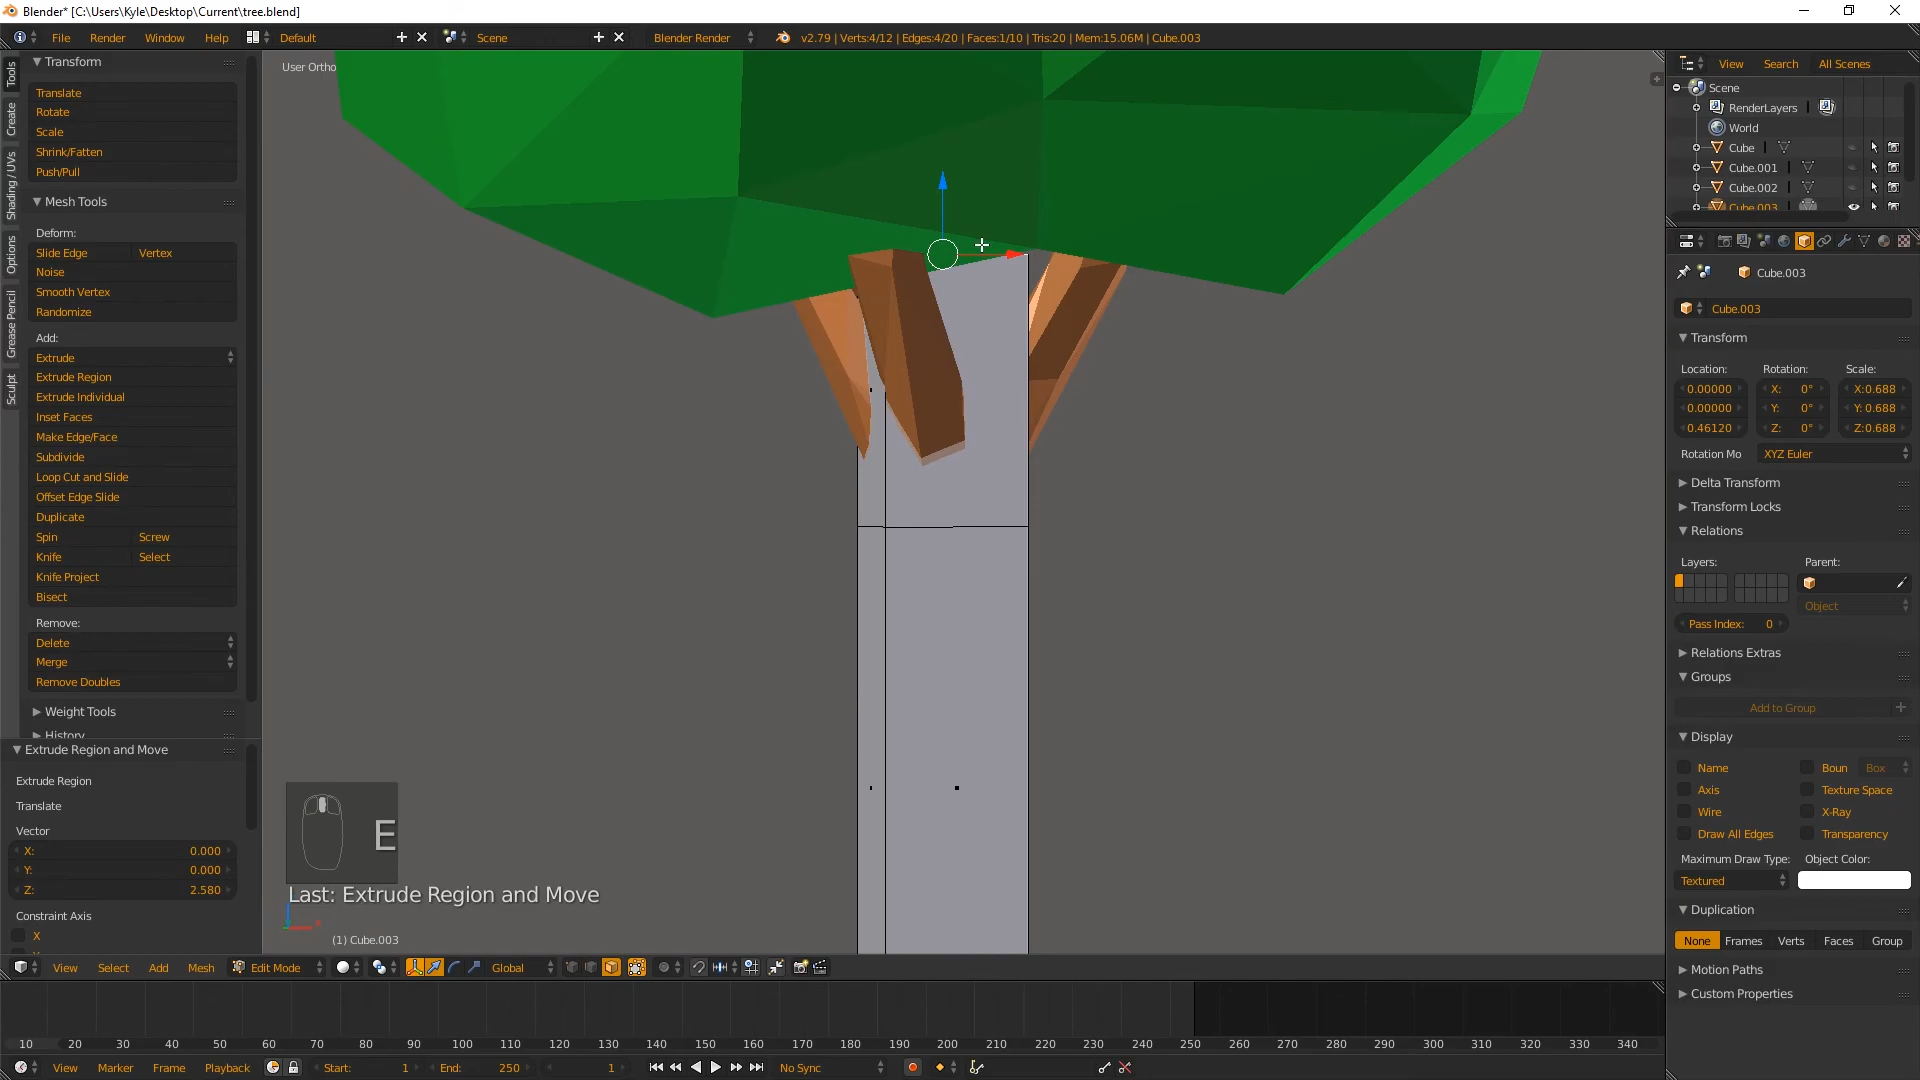 Blender* [C:\Users\Kyle\Desktop\Current\tree.blend]
File Render Window Help Default Scene Blender Render v2.79 | Verts:4/12 | Edges:4/20 | Faces:1/10 | Tris:20 | Mem:15.06M | Cube.003
Tools
Create
Shading / UVs
Options
Grease Pencil
Sculpt
Transform
Translate
Rotate
Scale
Shrink/Fatten
Push/Pull
Mesh Tools
Deform:
Slide Edge Vertex
Noise
Smooth Vertex
Randomize
Add:
Extrude
Extrude Region
Extrude Individual
Inset Faces
Make Edge/Face
Subdivide
Loop Cut and Slide
Offset Edge Slide
Duplicate
Spin Screw
Knife Select
Knife Project
Bisect
Remove:
Delete
Merge
Remove Doubles
Weight Tools
History
Extrude Region and Move
Extrude Region
Translate
Vector
X: 0.000
Y: 0.000
Z: 2.580
Constraint Axis
X
User Ortho
E
Last: Extrude Region and Move
(1) Cube.003
View Select Add Mesh Edit Mode Global
10 20 30 40 50 60 70 80 90 100 110 120 130 140 150 160 170 180 190 200 210 220 230 240 250 260 270 280 290 300 310 320 330 340
View Marker Frame Playback Start: 1 End: 250 1 No Sync
View Search All Scenes
Scene
RenderLayers
World
Cube
Cube.001
Cube.002
Cube.003
Cube.003
Cube.003
Transform
Location: Rotation: Scale:
0.00000 X: 0° X:0.688
0.00000 Y: 0° Y: 0.688
0.46120 Z: 0° Z:0.688
Rotation Mo XYZ Euler
Delta Transform
Transform Locks
Relations
Layers: Parent:
Object
Pass Index: 0
Relations Extras
Groups
Add to Group
Display
Name Boun Box
Axis Texture Space
Wire X-Ray
Draw All Edges Transparency
Maximum Draw Type: Object Color:
Textured
Duplication
None Frames Verts Faces Group
Motion Paths
Custom Properties